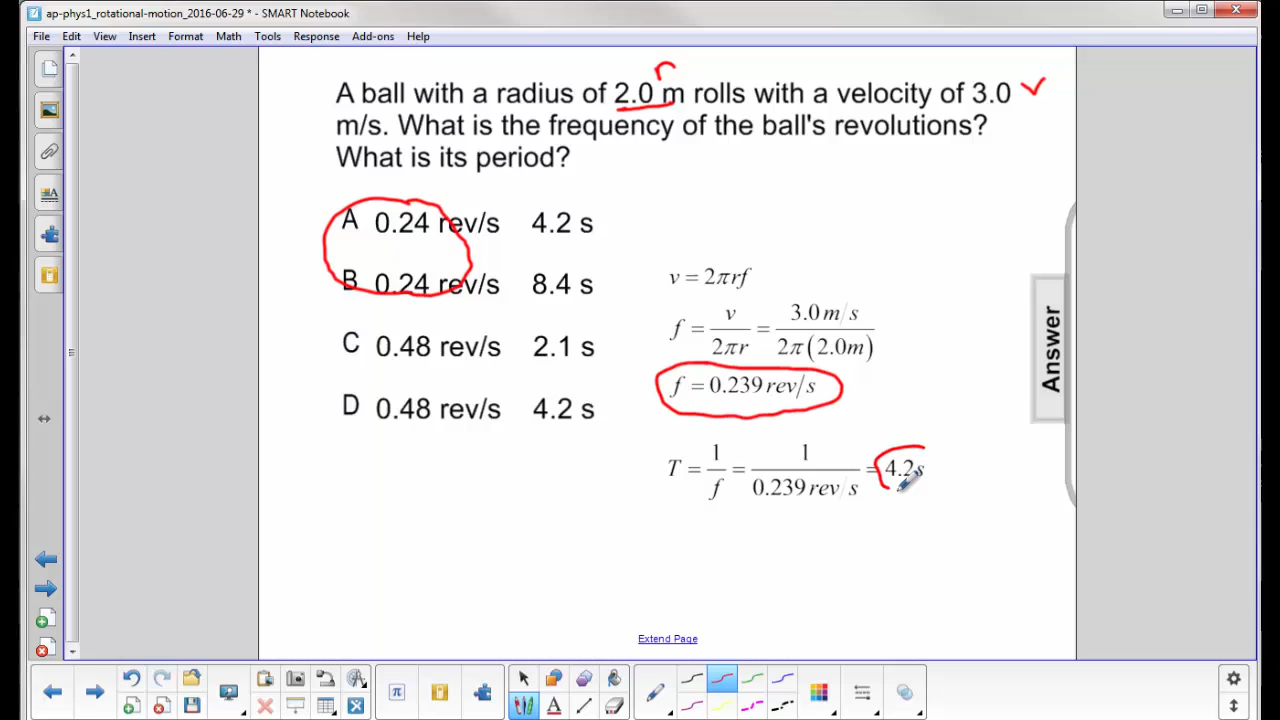 ap-phys1_rotational-motion_2016-06-29 * - SMART Notebook
File Edit View Insert Format Math Tools Response Add-ons Help
r
A ball with a radius of 2.0 m rolls with a velocity of 3.0 v
m/s. What is the frequency of the ball's revolutions?
What is its period?
A 0.24 rev/s 4.2 s
B 0.24 rev/s 8.4 s
C 0.48 rev/s 2.1 s
D 0.48 rev/s 4.2 s
v = 2πrf
f = v/2πr = 3.0 m/s / 2π(2.0m)
f = 0.239 rev/s
T = 1/f = 1/0.239 rev/s = 4.2s
Answer
Extend Page